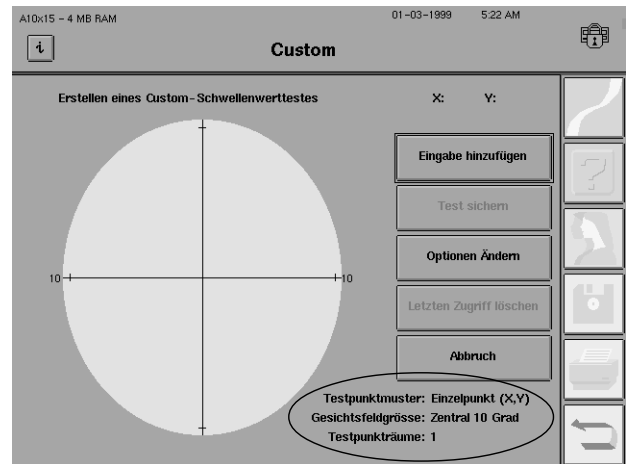 A10x15 – 4 MB RAM
01–03–1999 5:22 AM
i
Custom
Erstellen eines Custom-Schwellenwerttestes
X: Y:
Eingabe hinzufügen
?
Test sichern
Optionen Ändern
10
10
Letzten Zugriff löschen
Abbruch
Testpunktmuster: Einzelpunkt (X,Y)
Gesichtsfeldgrösse: Zentral 10 Grad
Testpunkträume: 1